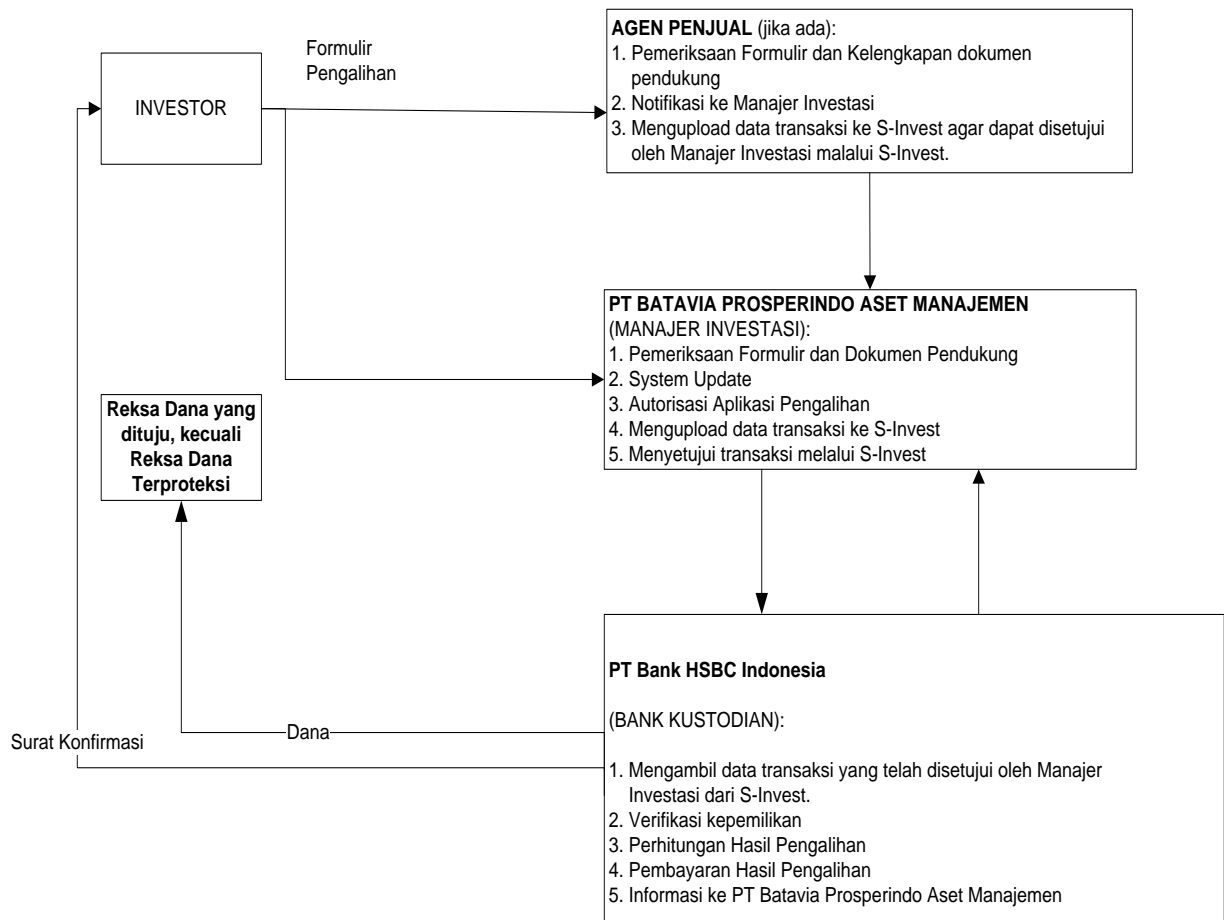 Formulir
Pengalihan
INVESTOR
AGEN PENJUAL (jika ada):
1. Pemeriksaan Formulir dan Kelengkapan dokumen
pendukung
2. Notifikasi ke Manajer Investasi
3. Mengupload data transaksi ke S-Invest agar dapat disetujui
oleh Manajer Investasi malalui S-Invest.
PT BATAVIA PROSPERINDO ASET MANAJEMEN
(MANAJER INVESTASI):
1. Pemeriksaan Formulir dan Dokumen Pendukung
2. System Update
3. Autorisasi Aplikasi Pengalihan
4. Mengupload data transaksi ke S-Invest
5. Menyetujui transaksi melalui S-Invest
Reksa Dana yang
dituju, kecuali
Reksa Dana
Terproteksi
Surat Konfirmasi
Dana
PT Bank HSBC Indonesia
(BANK KUSTODIAN):
1. Mengambil data transaksi yang telah disetujui oleh Manajer
Investasi dari S-Invest.
2. Verifikasi kepemilikan
3. Perhitungan Hasil Pengalihan
4. Pembayaran Hasil Pengalihan
5. Informasi ke PT Batavia Prosperindo Aset Manajemen